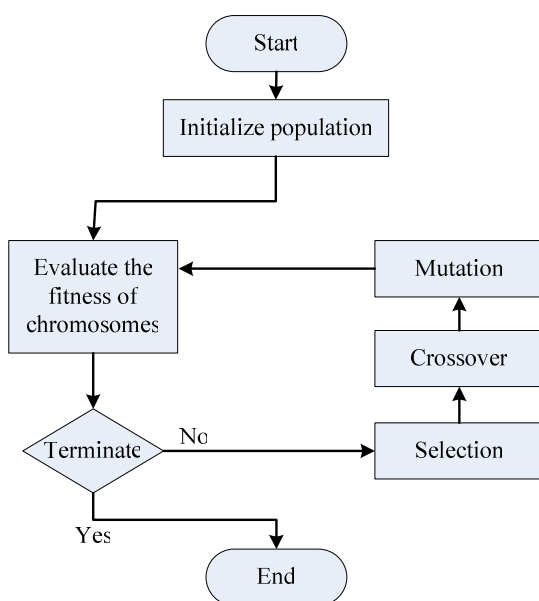 Start
Initialize population
Evaluate the
fitness of
chromosomes
Mutation
Crossover
Terminate
No
Selection
Yes
End